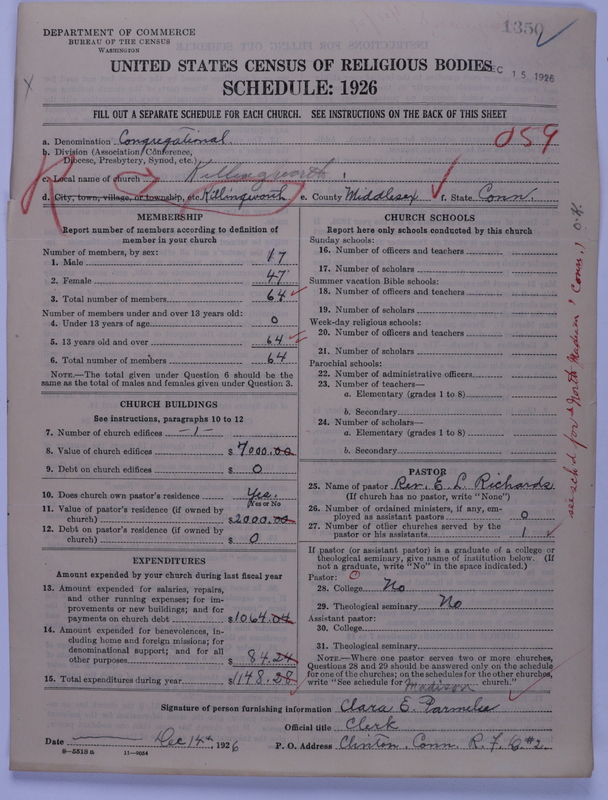 1350
DEPARTMENT OF COMMERCE
BUREAU OF THE CENSUS
WASHINGTON
UNITED STATES CENSUS OF RELIGIOUS BODIES
DEC 15 1926
SCHEDULE: 1926
FILL OUT A SEPARATE SCHEDULE FOR EACH CHURCH. SEE INSTRUCTIONS ON THE BACK OF THIS SHEET
a. Denomination Congregational
059
b. Division (Association, Conference,
Diocese, Presbytery, Synod, etc.)
c. Local name of church Killingworth
d. City, town, village, or township, etc. Killingworth e. County Middlesex f. State Conn.
MEMBERSHIP
Report number of members according to definition of
member in your church
Number of members, by sex:
1. Male 17
2. Female 47
3. Total number of members 64
Number of members under and over 13 years old:
4. Under 13 years of age 0
5. 13 years old and over 64
6. Total number of members 64
NOTE.—The total given under Question 6 should be the
same as the total of males and females given under Question 3.
CHURCH BUILDINGS
See instructions, paragraphs 10 to 12
7. Number of church edifices —1—
8. Value of church edifices $7000.00
9. Debt on church edifices $ 0
10. Does church own pastor's residence Yes.
(Yes or No
11. Value of pastor's residence (if owned by
church) $2000.00
12. Debt on pastor's residence (if owned by
church) $ 0
EXPENDITURES
Amount expended by your church during last fiscal year
13. Amount expended for salaries, repairs,
and other running expenses; for im-
provements or new buildings; and for
payments on church debt $1064.04
14. Amount expended for benevolences, in-
cluding home and foreign missions; for
denominational support; and for all
other purposes $ 84.24
15. Total expenditures during year $1148.28
CHURCH SCHOOLS
Report here only schools conducted by this church
Sunday schools:
16. Number of officers and teachers
17. Number of scholars
Summer vacation Bible schools:
18. Number of officers and teachers
19. Number of scholars
Week-day religious schools:
20. Number of officers and teachers
21. Number of scholars
Parochial schools:
22. Number of administrative officers
23. Number of teachers—
a. Elementary (grades 1 to 8)
b. Secondary
24. Number of scholars—
a. Elementary (grades 1 to 8)
b. Secondary
PASTOR
25. Name of pastor Rev. E. L. Richards
(If church has no pastor, write "None")
26. Number of ordained ministers, if any, em-
ployed as assistant pastors 0
27. Number of other churches served by the
pastor or his assistants 1
If pastor (or assistant pastor) is a graduate of a college or
theological seminary, give name of institution below. (If
not a graduate, write "No" in the space indicated.)
Pastor: 0
28. College No
29. Theological seminary No
Assistant pastor:
30. College
31. Theological seminary
NOTE.—Where one pastor serves two or more churches,
Questions 28 and 29 should be answered only on the schedule
for one of the churches; on the schedules for the other churches,
write "See schedule for Madison church."
see sched for North Madison, Conn. O.K.
Signature of person furnishing information Clara E. Parmelee
Official title Clerk
Date Dec 14th, 1926 P. O. Address Clinton, Conn. R. F. D. #2.
8-5518 a 11—9054